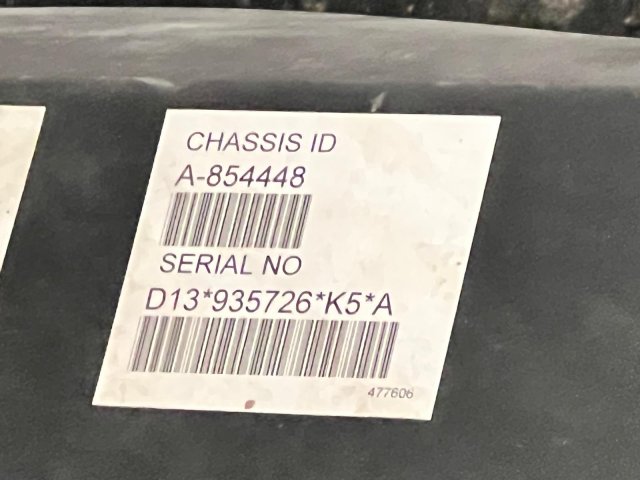 CHASSIS ID
A-854448
SERIAL NO
D13*935726*K5*A
477606